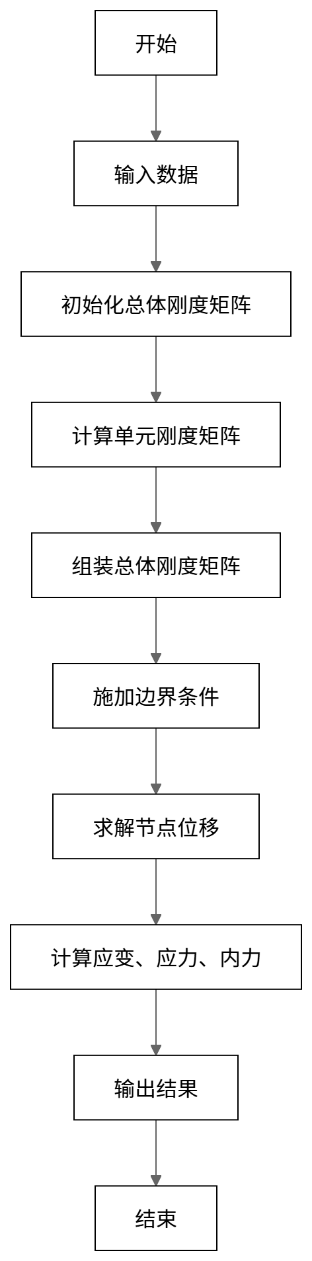 开始
输入数据
初始化总体刚度矩阵
计算单元刚度矩阵
组装总体刚度矩阵
施加边界条件
求解节点位移
计算应变、应力、内力
输出结果
结束